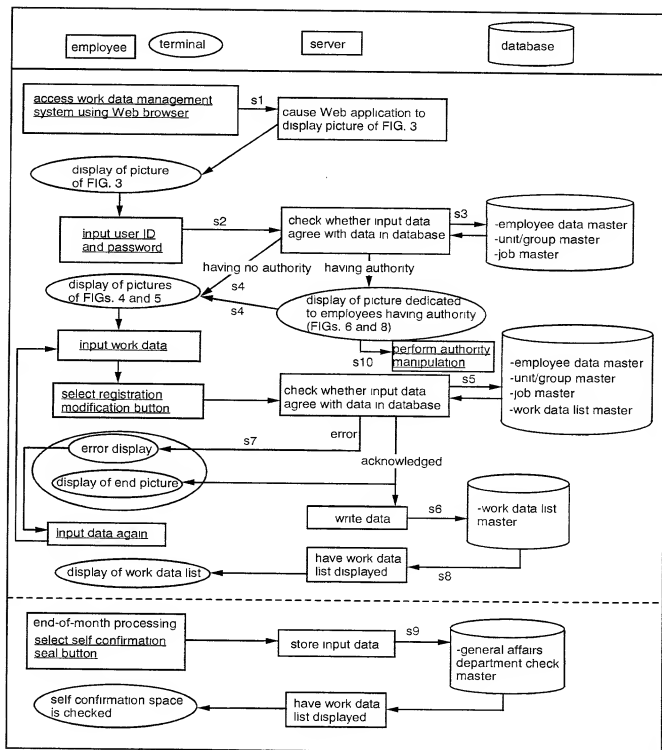 employee
terminal
server
database
access work data management
system using Web browser
s1
cause Web application to
display picture of FIG. 3
display of picture
of FIG. 3
input user ID
and password
s2
check whether input data
agree with data in database
s3
-employee data master
-unit/group master
-job master
having no authority
having authority
s4
display of pictures
of FIGs. 4 and 5
s4
display of picture dedicated
to employees having authority
(FIGs. 6 and 8)
input work data
s10
perform authority
manipulation
s5
select registration
modification button
check whether input data
agree with data in database
-employee data master
-unit/group master
-job master
-work data list master
error
s7
error display
acknowledged
display of end picture
write data
s6
-work data list
master
input data again
display of work data list
have work data
list displayed
s8
end-of-month processing
select self confirmation
seal button
store input data
s9
-general affairs
department check
master
self confirmation space
is checked
have work data
list displayed